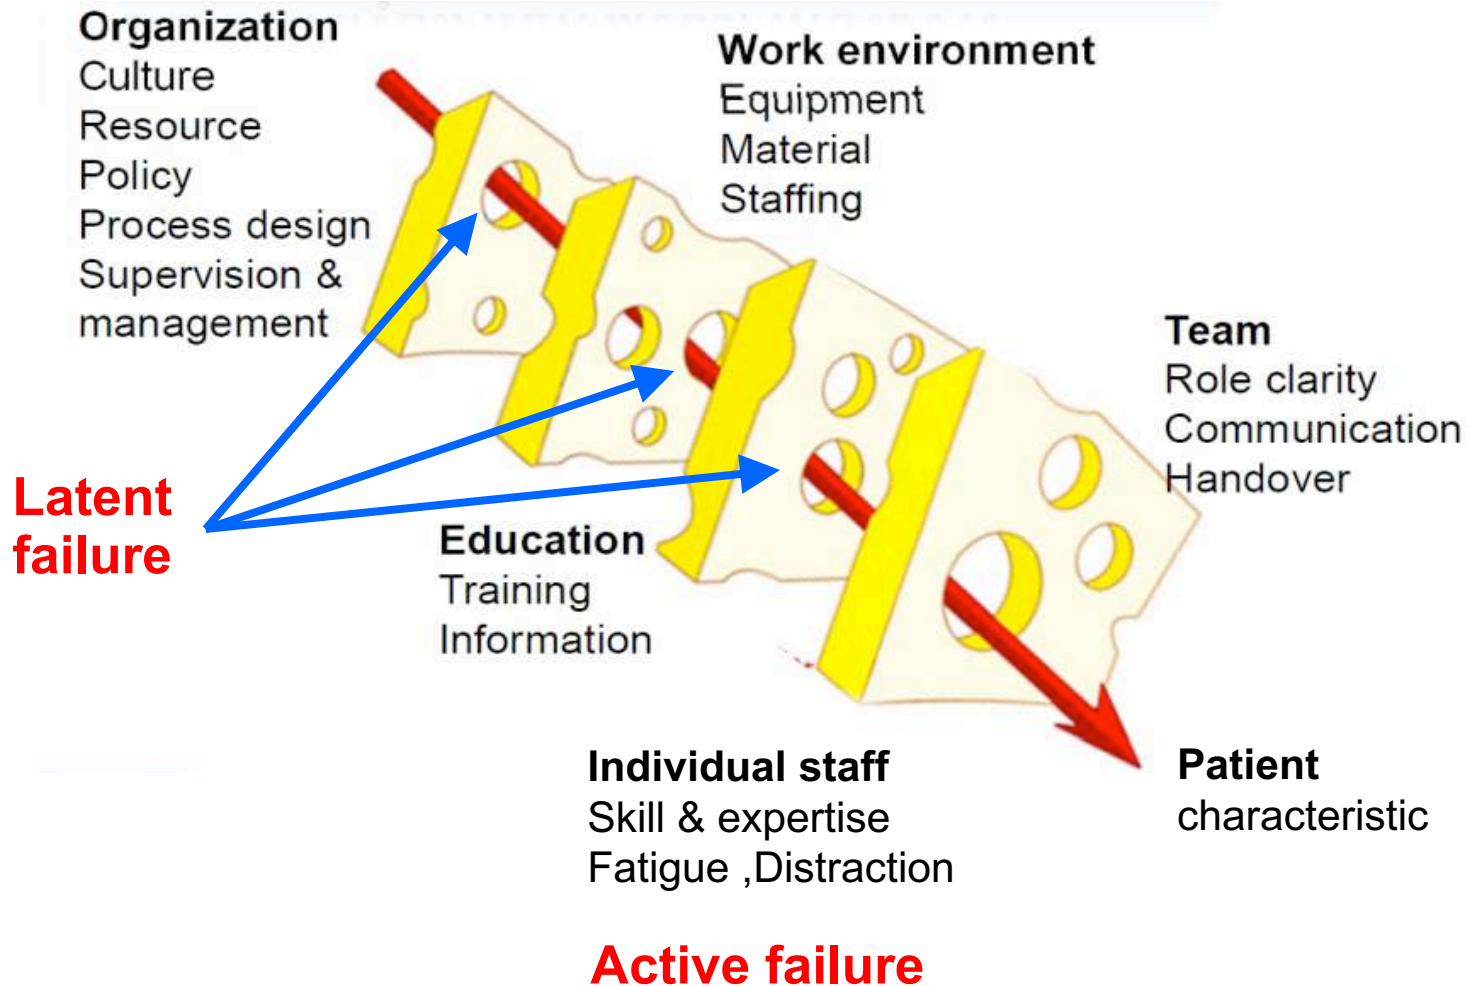 Organization
Culture
Resource
Policy
Process design
Supervision &
management
Work environment
Equipment
Material
Staffing
Team
Role clarity
Communication
Handover
Latent
failure
Education
Training
Information
Individual staff
Skill & expertise
Fatigue ,Distraction
Patient
characteristic
Active failure